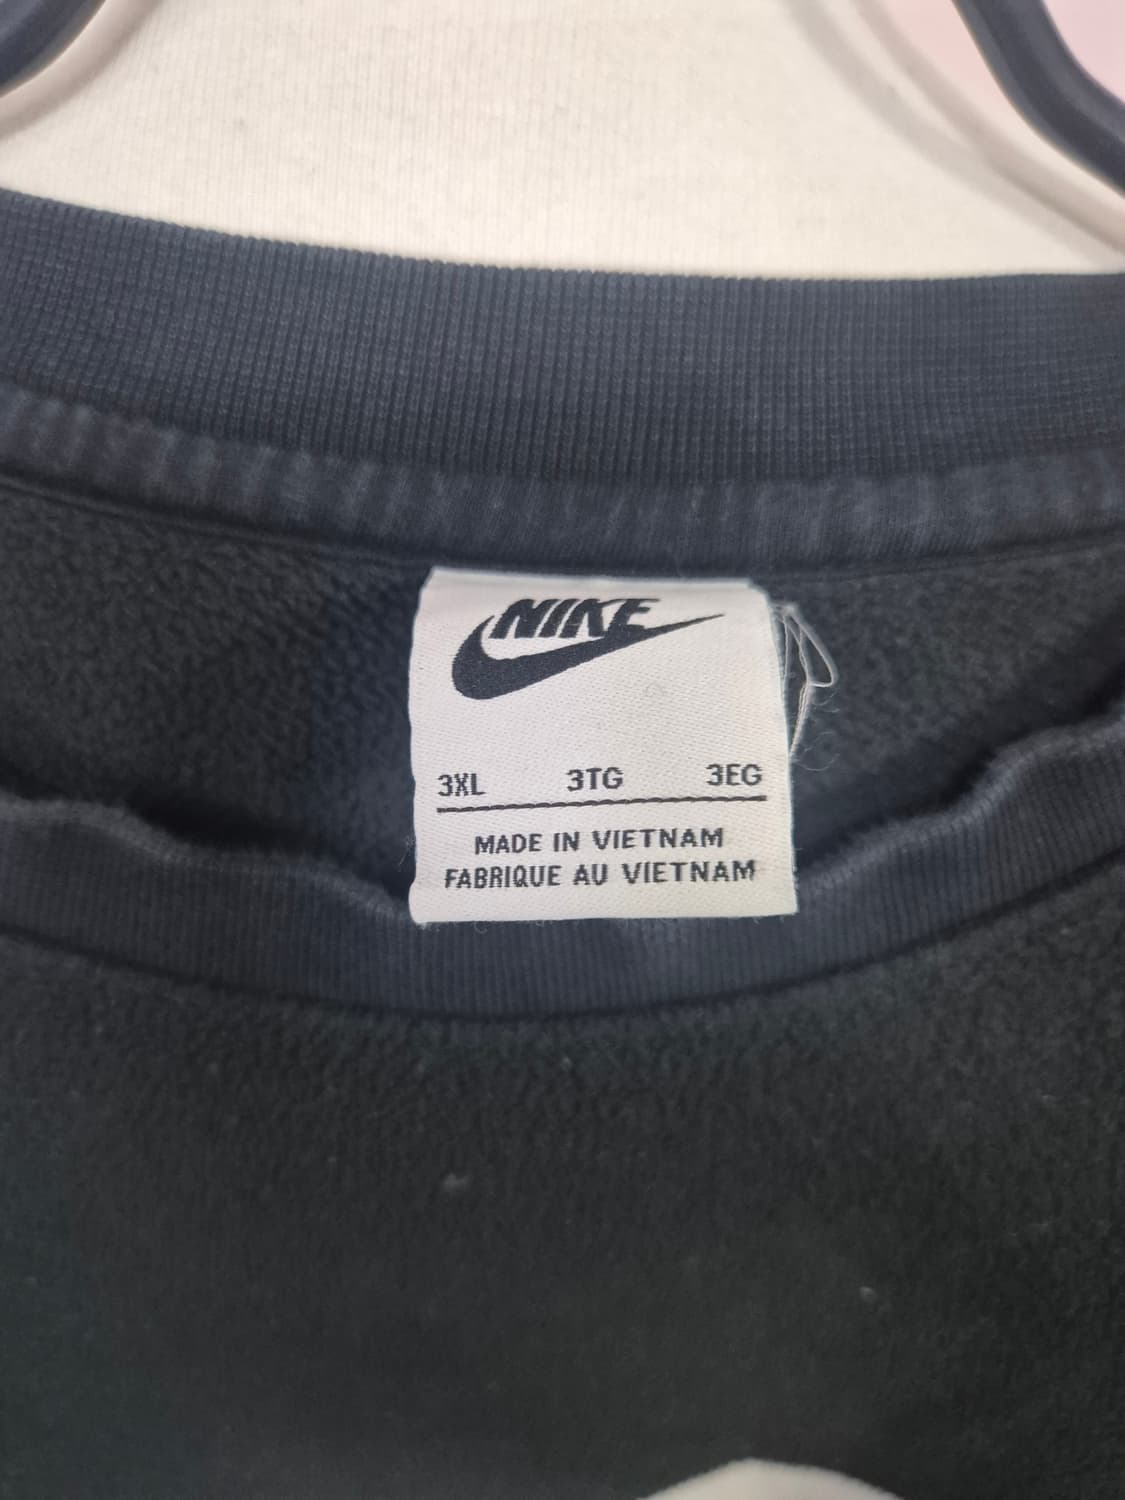 NIKE
3XL 3TG 3EG
MADE IN VIETNAM
FABRIQUE AU VIETNAM